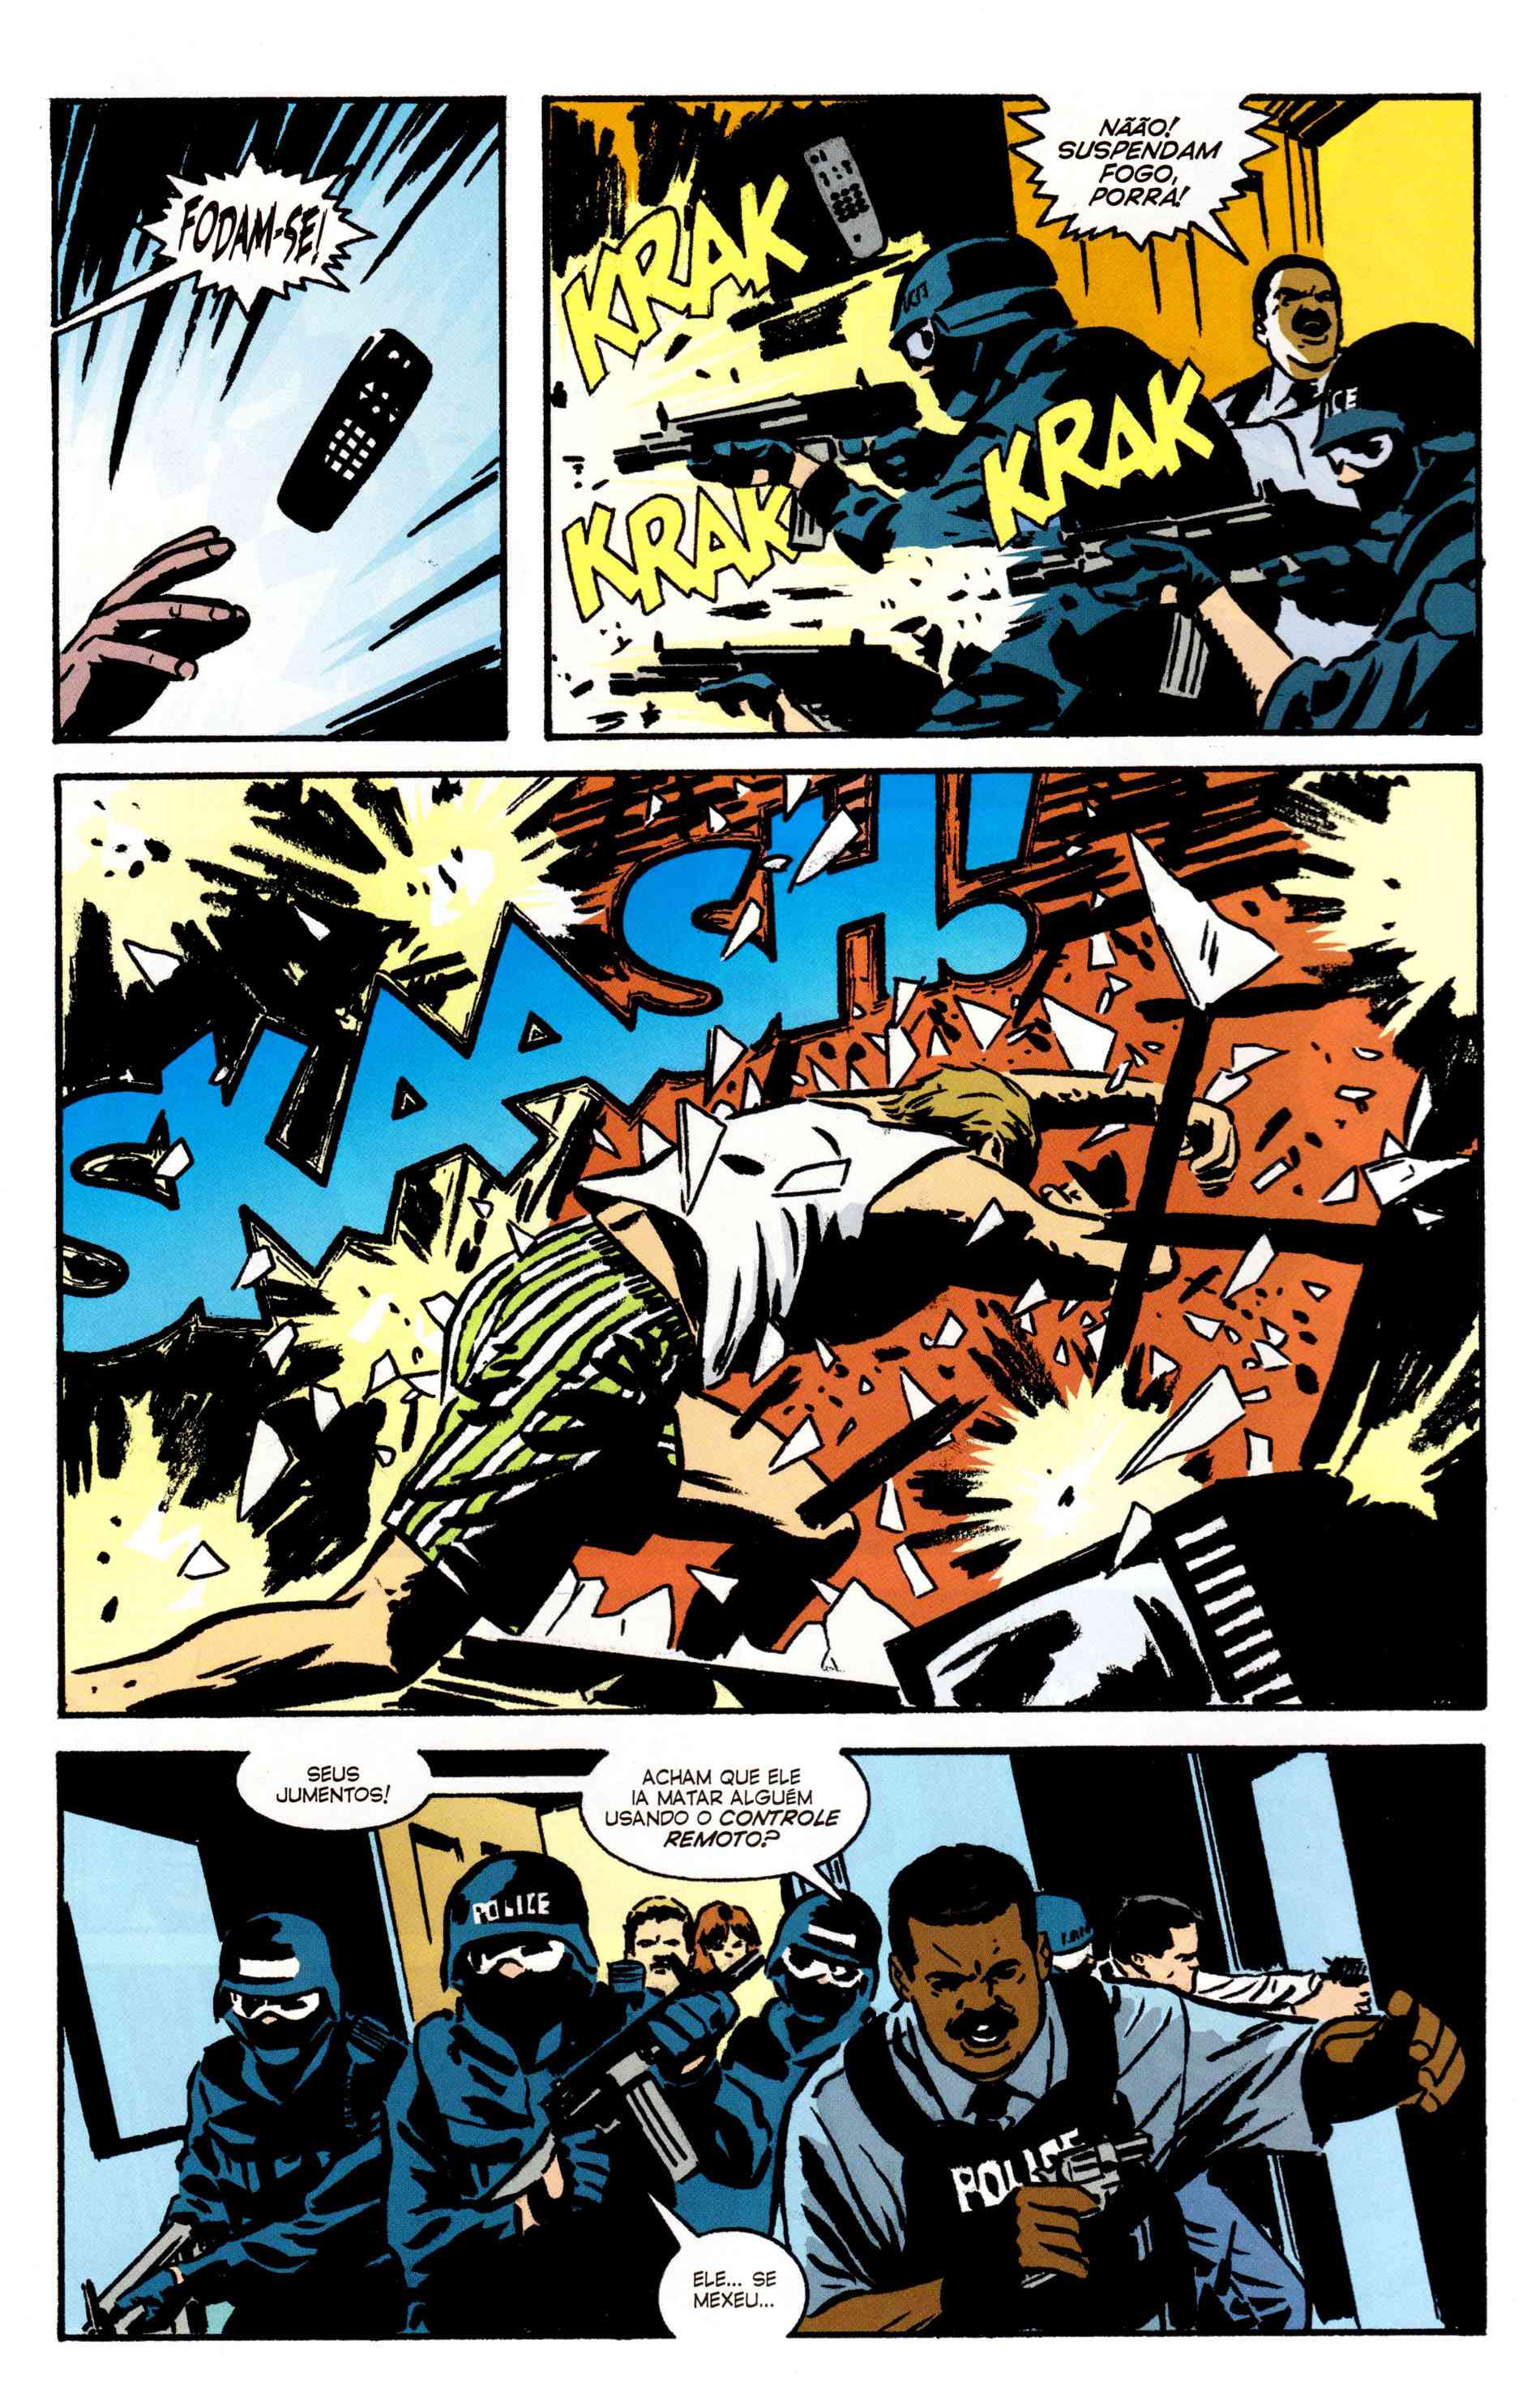 FODAM-SE!
NÃÃO!
SUSPENDAM
FOGO,
PORRA!
KRAK
KRAK
KRAK
ICE
SKAASH!
SEUS
JUMENTOS!
ACHAM QUE ELE
IA MATAR ALGUÉM
USANDO O CONTROLE
REMOTO?
POLICE
POLICE
ELE... SE
MEXEU...